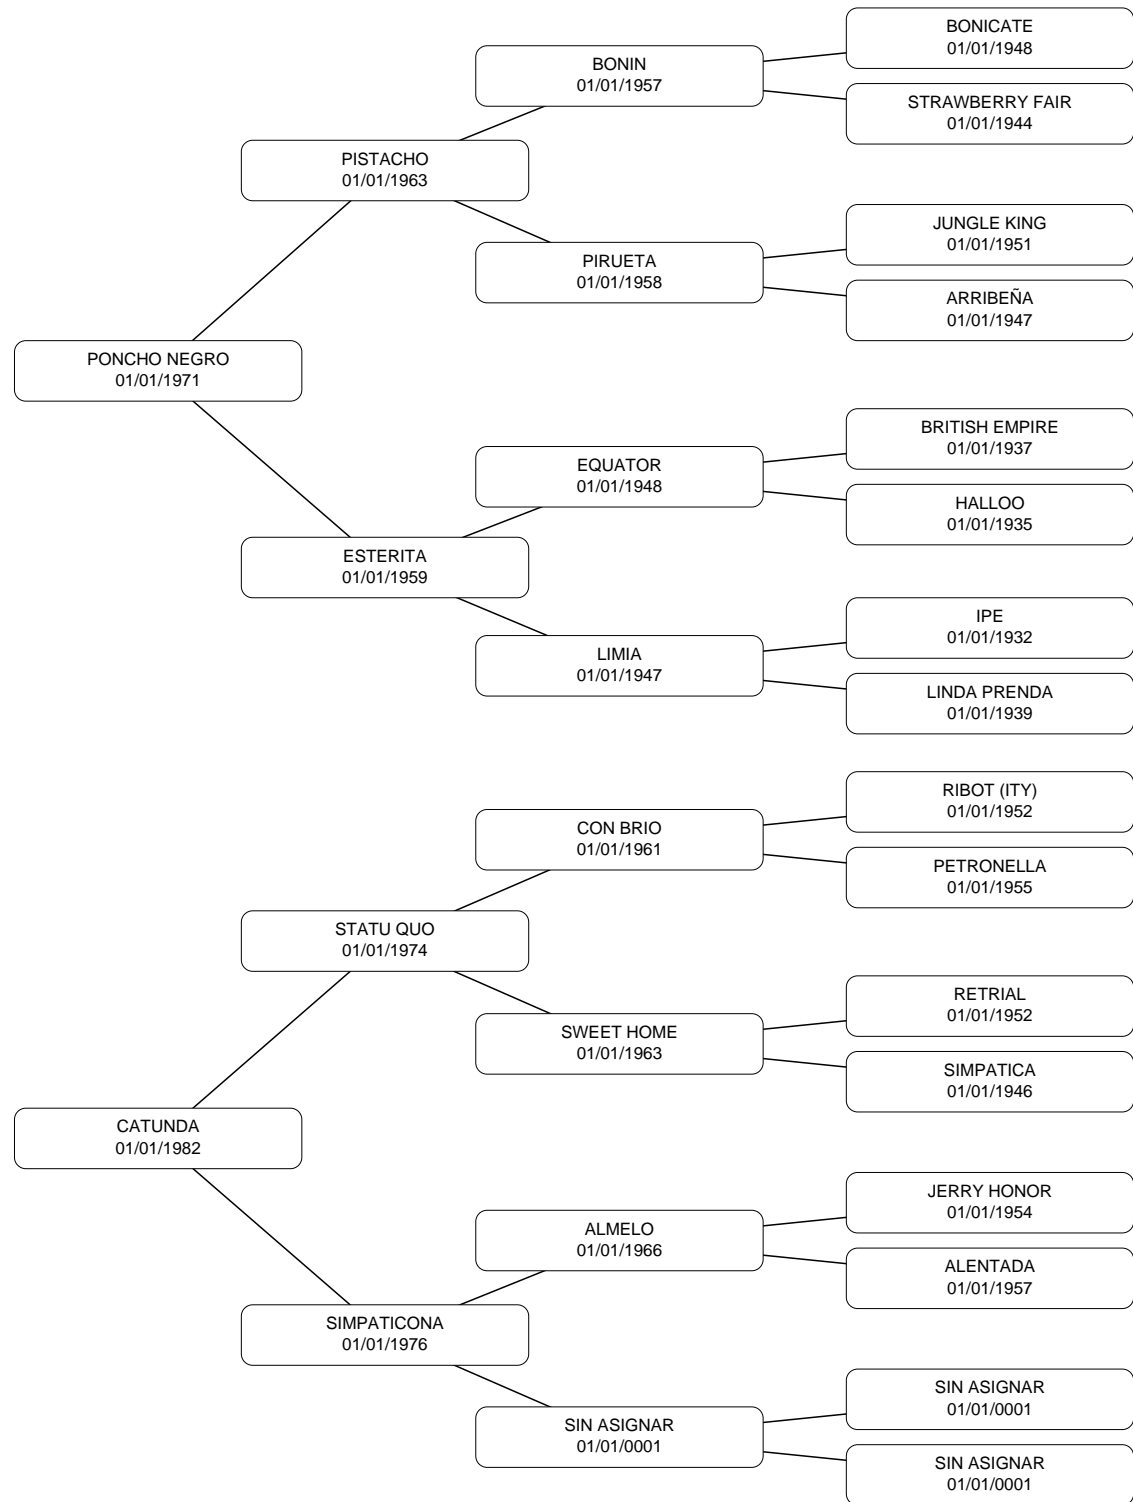 BONICATE
01/01/1948
BONIN
01/01/1957
STRAWBERRY FAIR
01/01/1944
PISTACHO
01/01/1963
JUNGLE KING
01/01/1951
PIRUETA
01/01/1958
ARRIBEÑA
01/01/1947
PONCHO NEGRO
01/01/1971
BRITISH EMPIRE
01/01/1937
EQUATOR
01/01/1948
HALLOO
01/01/1935
ESTERITA
01/01/1959
IPE
01/01/1932
LIMIA
01/01/1947
LINDA PRENDA
01/01/1939
RIBOT (ITY)
01/01/1952
CON BRIO
01/01/1961
PETRONELLA
01/01/1955
STATU QUO
01/01/1974
RETRIAL
01/01/1952
SWEET HOME
01/01/1963
SIMPATICA
01/01/1946
CATUNDA
01/01/1982
JERRY HONOR
01/01/1954
ALMELO
01/01/1966
ALENTADA
01/01/1957
SIMPATICONA
01/01/1976
SIN ASIGNAR
01/01/0001
SIN ASIGNAR
01/01/0001
SIN ASIGNAR
01/01/0001